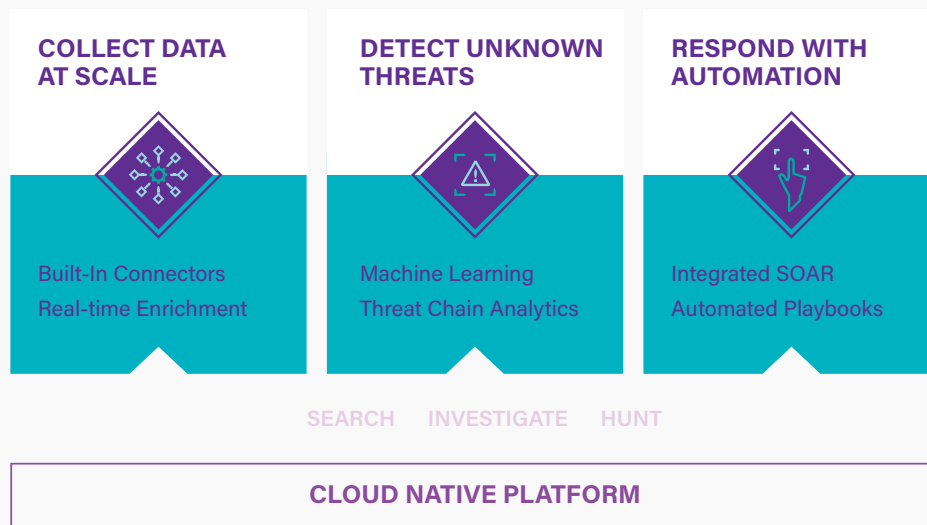 COLLECT DATA
AT SCALE
Built-In Connectors
Real-time Enrichment
DETECT UNKNOWN
THREATS
Machine Learning
Threat Chain Analytics
RESPOND WITH
AUTOMATION
Integrated SOAR
Automated Playbooks
SEARCH INVESTIGATE HUNT
CLOUD NATIVE PLATFORM